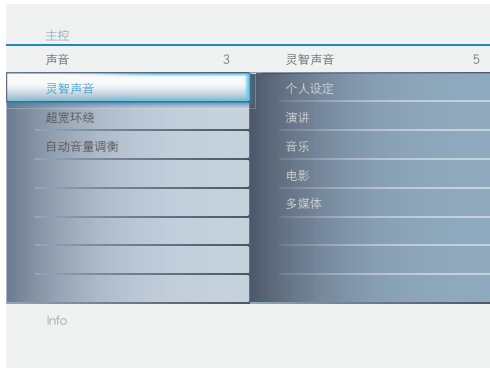 主控
声音 3 灵智声音 5
灵智声音 个人设定
超宽环绕 演讲
自动音量调衡 音乐
电影
多媒体
Info